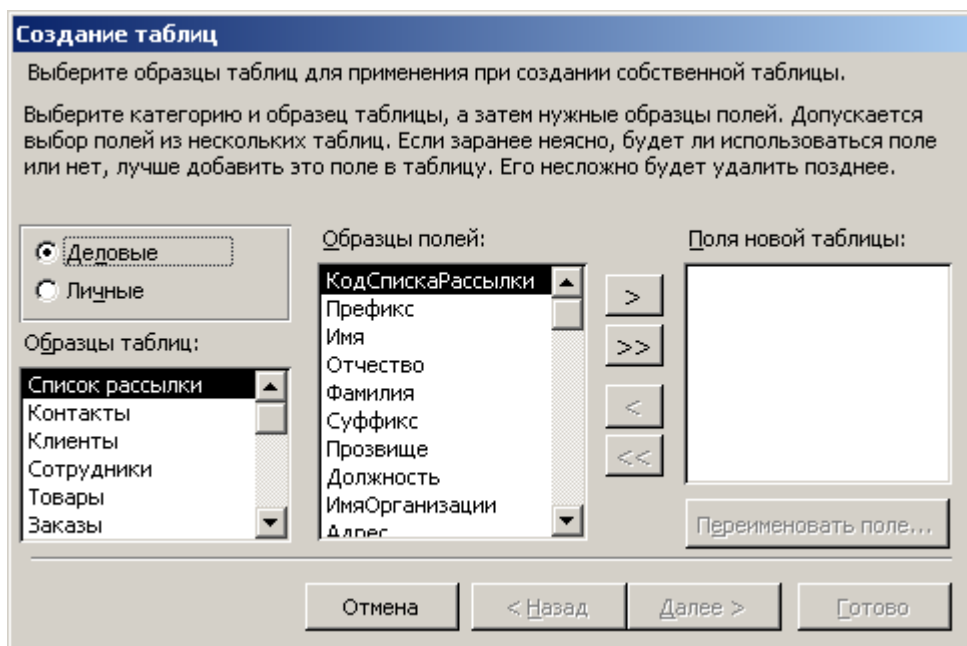 Создание таблиц
Выберите образцы таблиц для применения при создании собственной таблицы.
Выберите категорию и образец таблицы, а затем нужные образцы полей. Допускается
выбор полей из нескольких таблиц. Если заранее неясно, будет ли использоваться поле
или нет, лучше добавить это поле в таблицу. Его несложно будет удалить позднее.
Деловые
Личные
Образцы таблиц:
Список рассылки
Контакты
Клиенты
Сотрудники
Товары
Заказы
Образцы полей:
КодСпискаРассылки
Префикс
Имя
Отчество
Фамилия
Суффикс
Прозвище
Должность
ИмяОрганизации
Адрес
>
>>
<
<<
Поля новой таблицы:
Переименовать поле...
Отмена
< Назад
Далее >
Готово